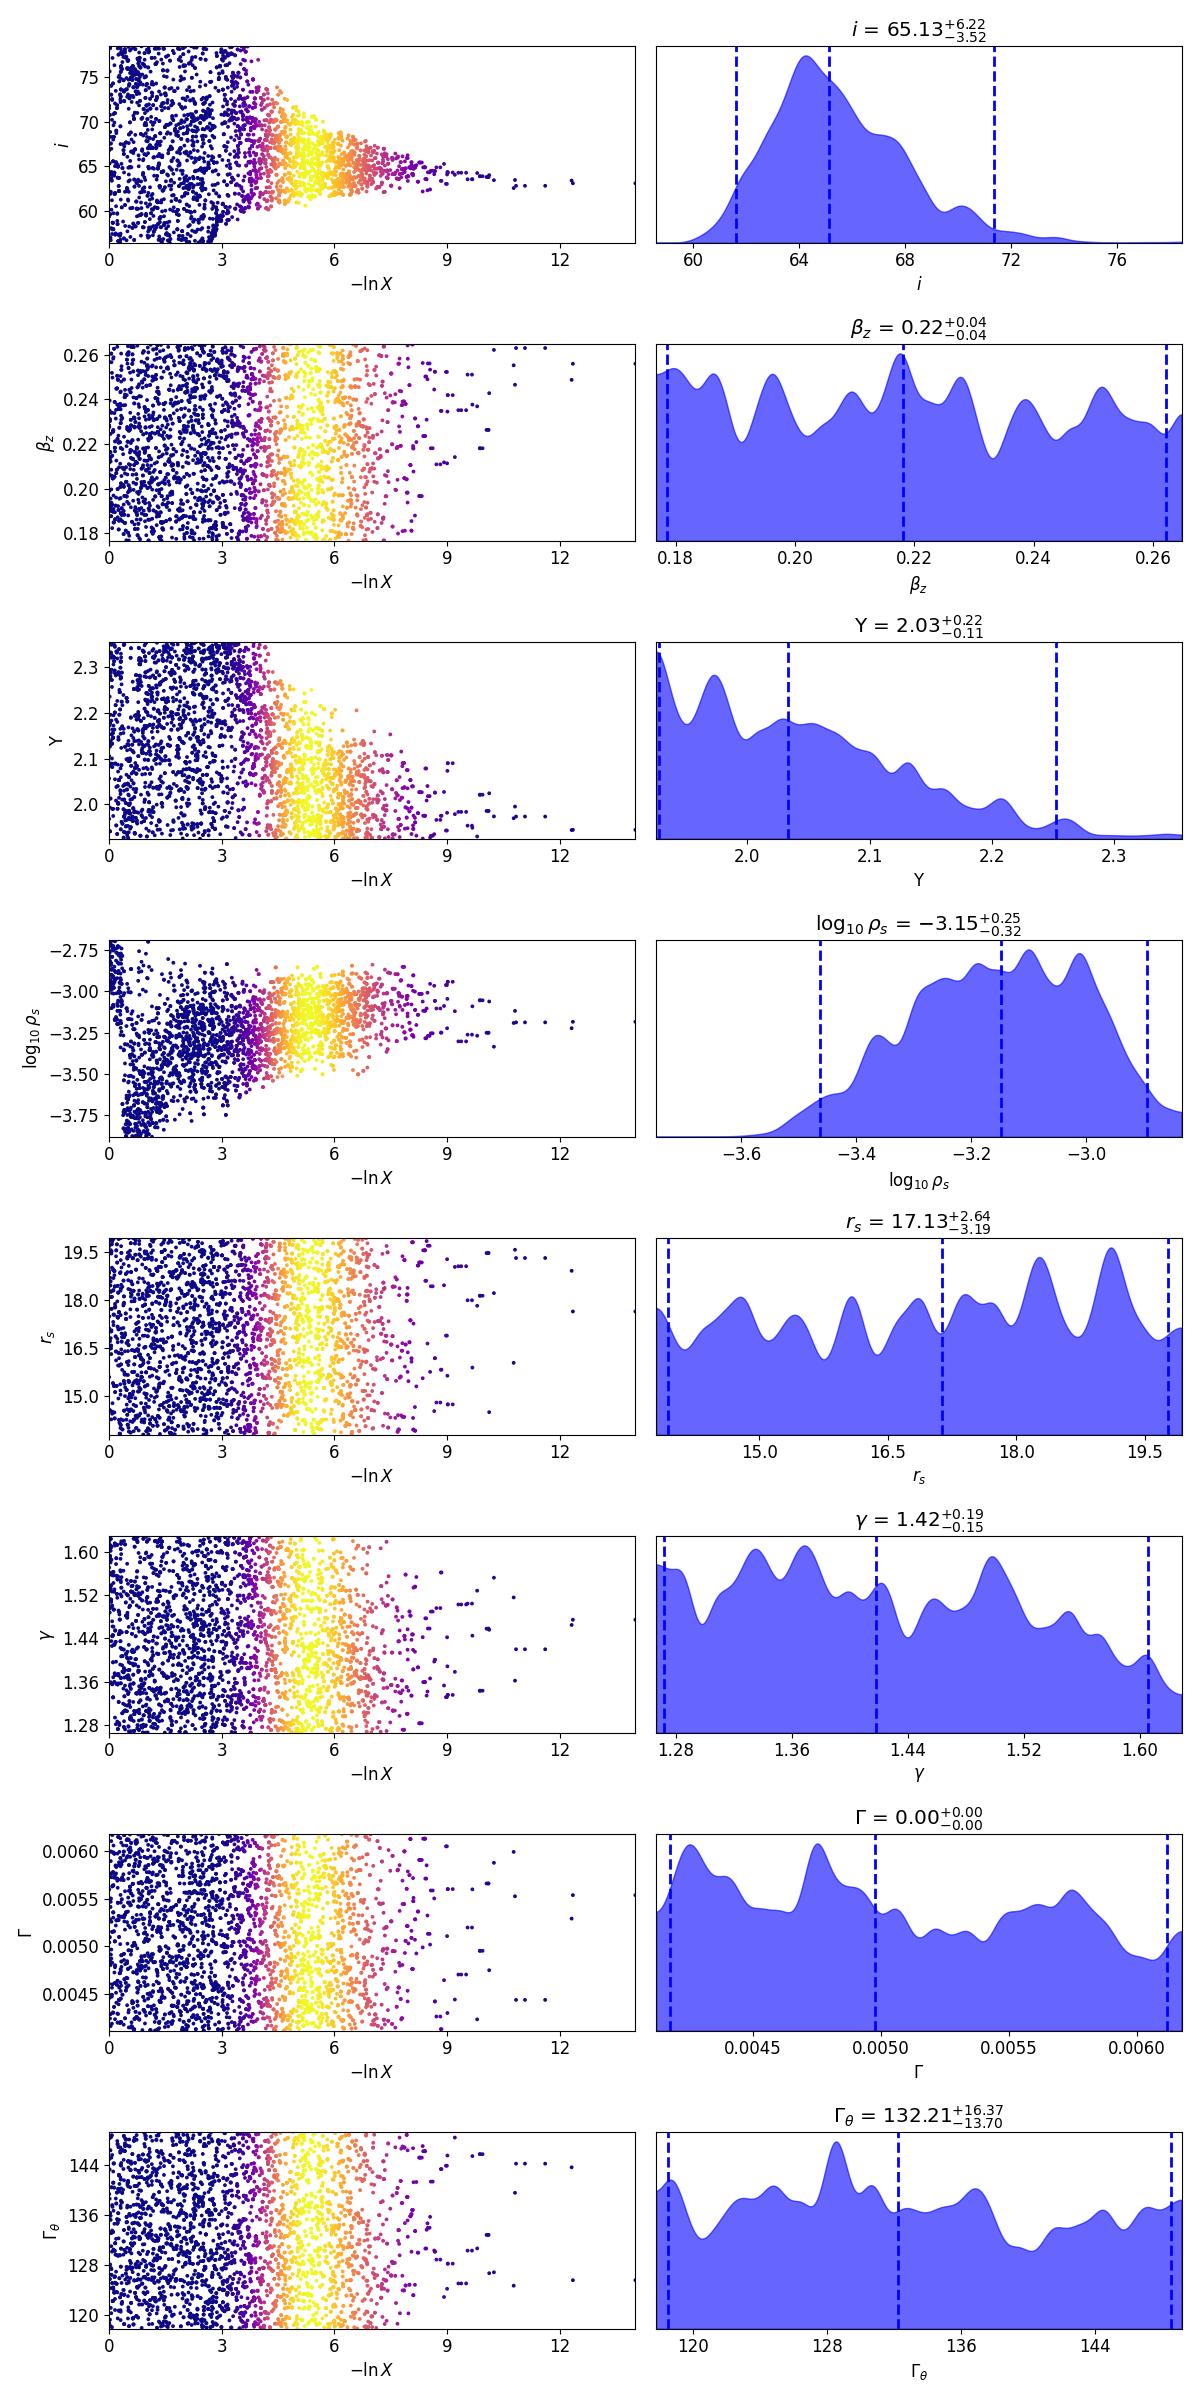 i = 65.13 +6.22 −3.52
75
70
65
60
i
0 3 6 9 12
60 64 68 72 76
−ln X
i
β_z = 0.22 +0.04 −0.04
0.26
0.24
0.22
0.20
0.18
β_z
0 3 6 9 12
0.18 0.20 0.22 0.24 0.26
−ln X
β_z
Υ = 2.03 +0.22 −0.11
2.3
2.2
2.1
2.0
Υ
0 3 6 9 12
2.0 2.1 2.2 2.3
−ln X
Υ
log₁₀ ρ_s = −3.15 +0.25 −0.32
−2.75
−3.00
−3.25
−3.50
−3.75
log₁₀ ρ_s
0 3 6 9 12
−3.6 −3.4 −3.2 −3.0
−ln X
log₁₀ ρ_s
r_s = 17.13 +2.64 −3.19
19.5
18.0
16.5
15.0
r_s
0 3 6 9 12
15.0 16.5 18.0 19.5
−ln X
r_s
γ = 1.42 +0.19 −0.15
1.60
1.52
1.44
1.36
1.28
γ
0 3 6 9 12
1.28 1.36 1.44 1.52 1.60
−ln X
γ
Γ = 0.00 +0.00 −0.00
0.0060
0.0055
0.0050
0.0045
Γ
0 3 6 9 12
0.0045 0.0050 0.0055 0.0060
−ln X
Γ
Γ_θ = 132.21 +16.37 −13.70
144
136
128
120
Γ_θ
0 3 6 9 12
120 128 136 144
−ln X
Γ_θ